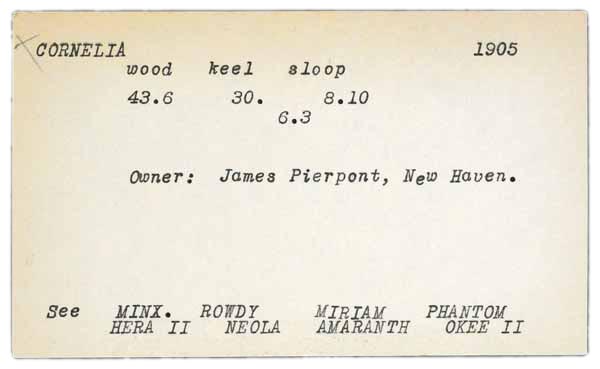 CORNELIA 1905
wood keel sloop
43.6 30. 8.10
6.3
Owner: James Pierpont, New Haven.
See MINX. ROWDY MIRIAM PHANTOM
HERA II NEOLA AMARANTH OKEE II